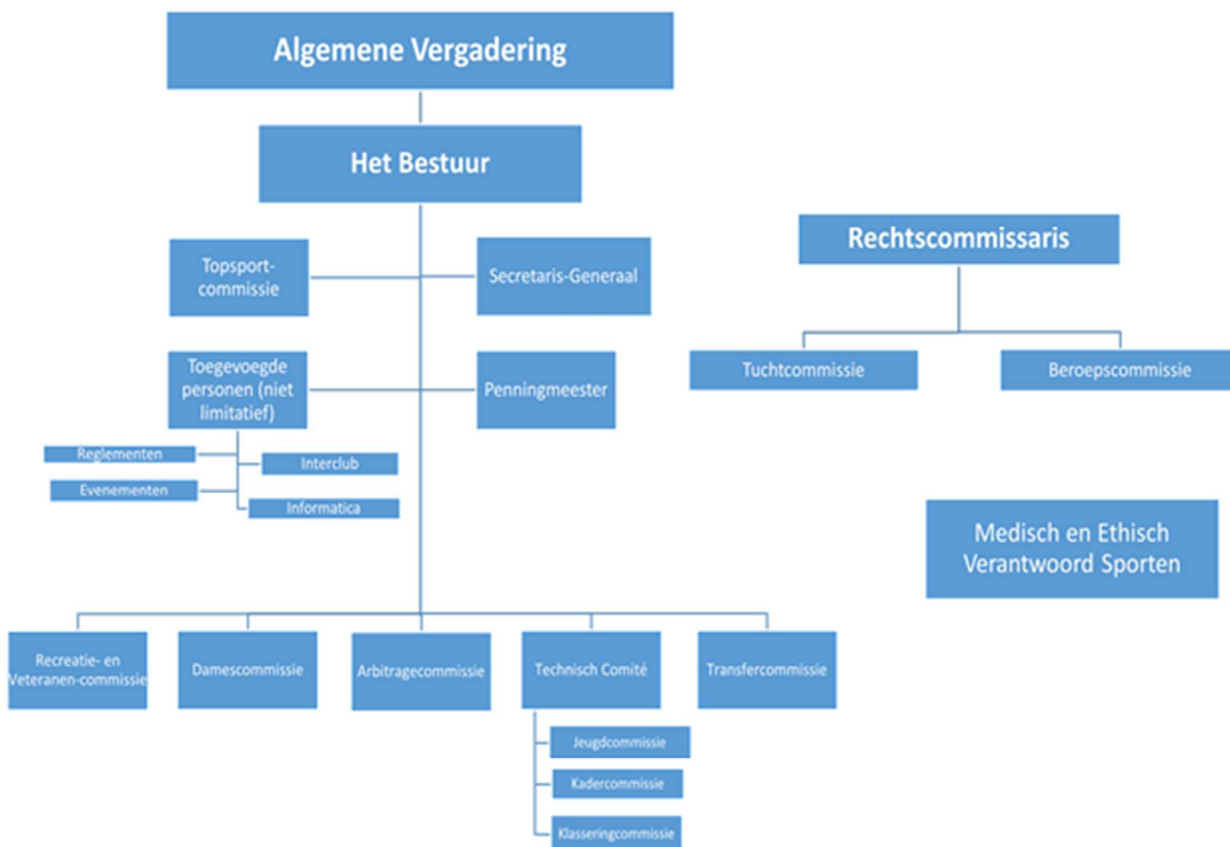 Algemene Vergadering
Het Bestuur
Topsport-
commissie
Secretaris-Generaal
Rechtscommissaris
Toegevoegde
personen (niet
limitatief)
Penningmeester
Tuchtcommissie
Beroepscommissie
Reglementen
Interclub
Evenementen
Informatica
Medisch en Ethisch
Verantwoord Sporten
Recreatie- en
Veteranen-commissie
Damescommissie
Arbitragecommissie
Technisch Comité
Transfercommissie
Jeugdcommissie
Kadercommissie
Klasseringcommissie